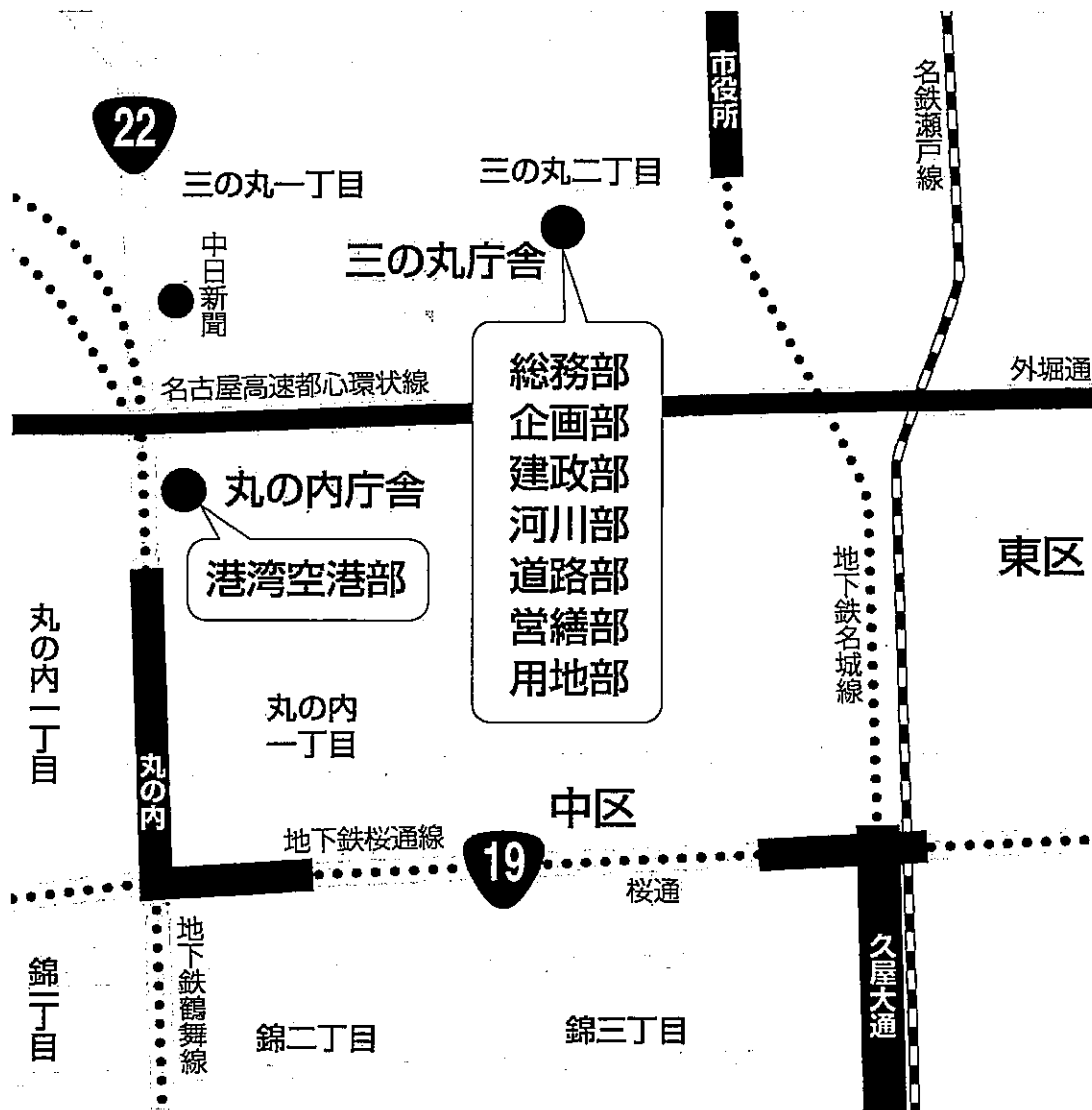 市役所
名鉄瀬戸線
22
三の丸一丁目
三の丸二丁目
中日新聞
三の丸庁舎
名古屋高速都心環状線
外堀通
総務部
企画部
建政部
河川部
道路部
営繕部
用地部
丸の内庁舎
港湾空港部
東区
地下鉄名城線
丸の内一丁目
丸の内
一丁目
丸の内
中区
地下鉄桜通線
19
桜通
地下鉄鶴舞線
久屋大通
錦一丁目
錦二丁目
錦三丁目